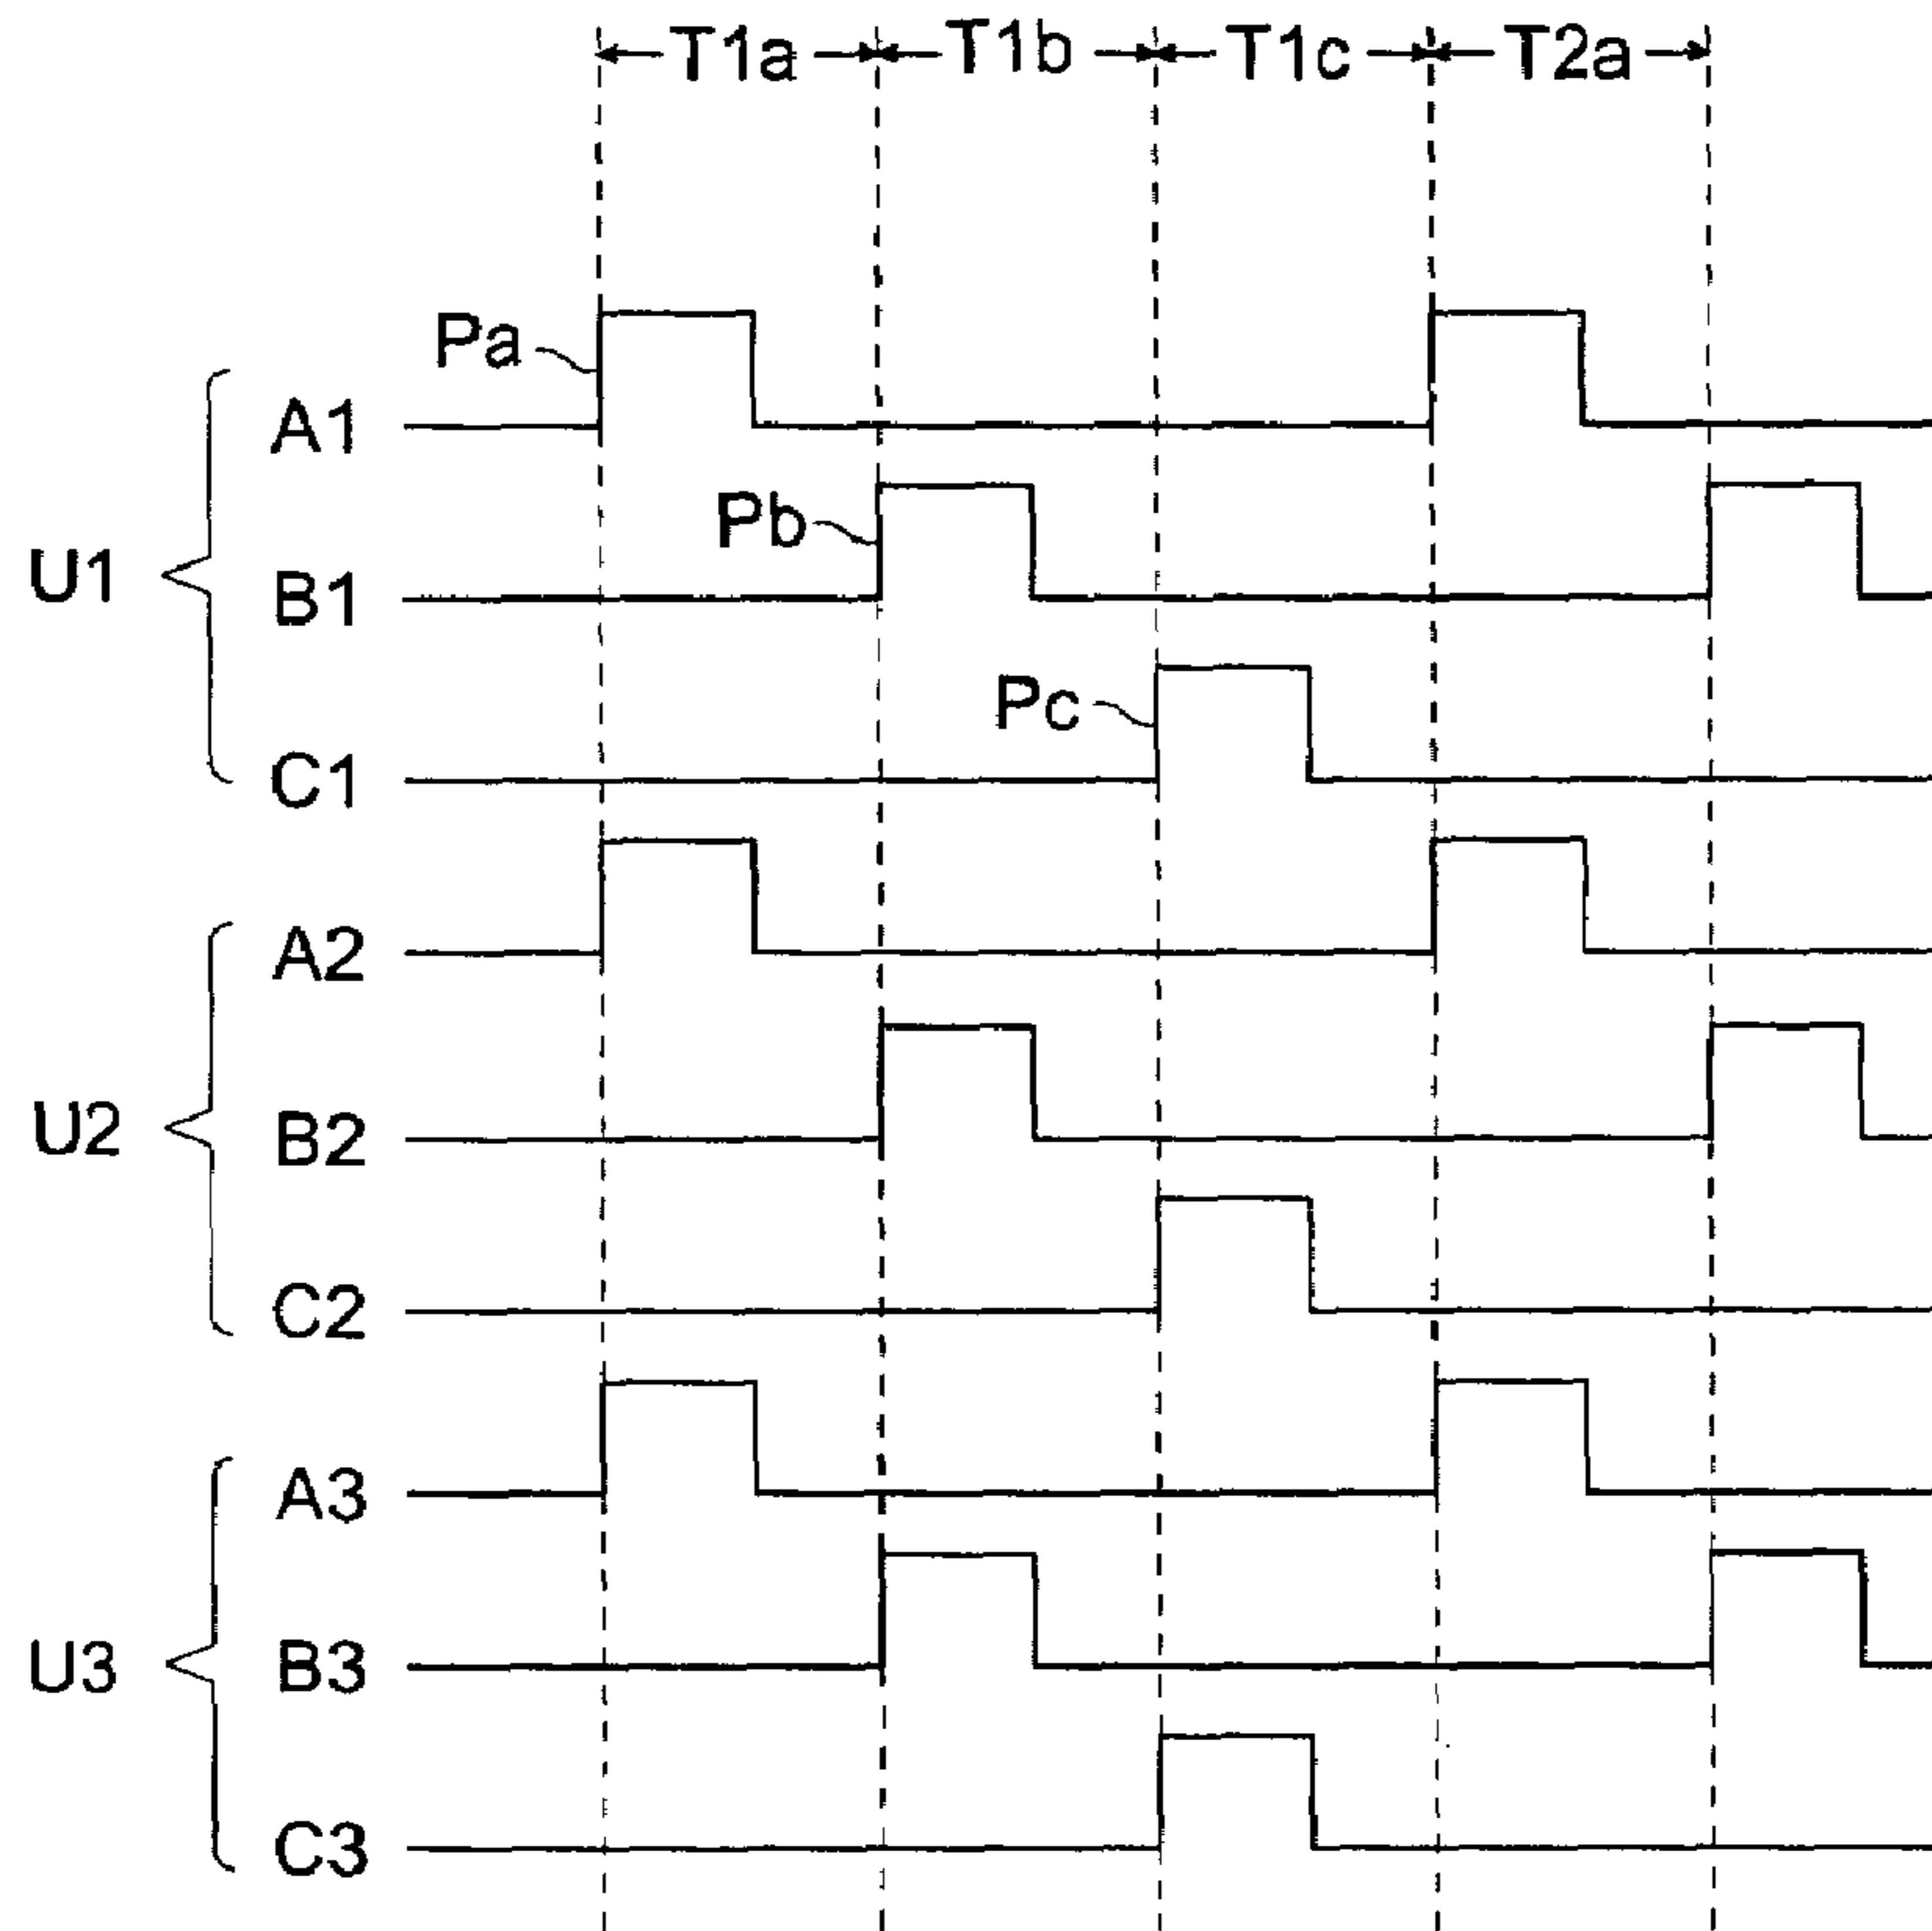 T1a T1b T1c T2a
Pa
A1
Pb
U1
B1
Pc
C1
A2
U2
B2
C2
A3
U3
B3
C3